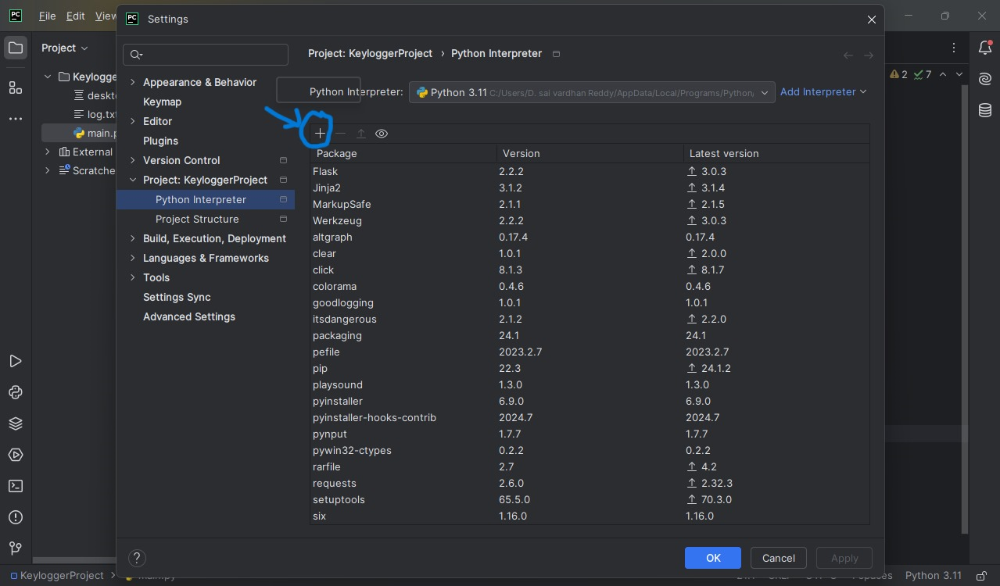 PC File Edit View
PC Settings
Project
Project: KeyloggerProject › Python Interpreter
Keylogge
deskt
log.tx
main.p
External
Scratche
Appearance & Behavior
Keymap
Editor
Plugins
Version Control
Project: KeyloggerProject
Python Interpreter
Project Structure
Build, Execution, Deployment
Languages & Frameworks
Tools
Settings Sync
Advanced Settings
Python Interpreter: Python 3.11 C:/Users/D. sai vardhan Reddy/AppData/Local/Programs/Python/ Add Interpreter
2 7
Package Version Latest version
Flask 2.2.2 3.0.3
Jinja2 3.1.2 3.1.4
MarkupSafe 2.1.1 2.1.5
Werkzeug 2.2.2 3.0.3
altgraph 0.17.4 0.17.4
clear 1.0.1 2.0.0
click 8.1.3 8.1.7
colorama 0.4.6 0.4.6
goodlogging 1.0.1 1.0.1
itsdangerous 2.1.2 2.2.0
packaging 24.1 24.1
pefile 2023.2.7 2023.2.7
pip 22.3 24.1.2
playsound 1.3.0 1.3.0
pyinstaller 6.9.0 6.9.0
pyinstaller-hooks-contrib 2024.7 2024.7
pynput 1.7.7 1.7.7
pywin32-ctypes 0.2.2 0.2.2
rarfile 2.7 4.2
requests 2.6.0 2.32.3
setuptools 65.5.0 70.3.0
six 1.16.0 1.16.0
? OK Cancel Apply
KeyloggerProject › main.py Python 3.11